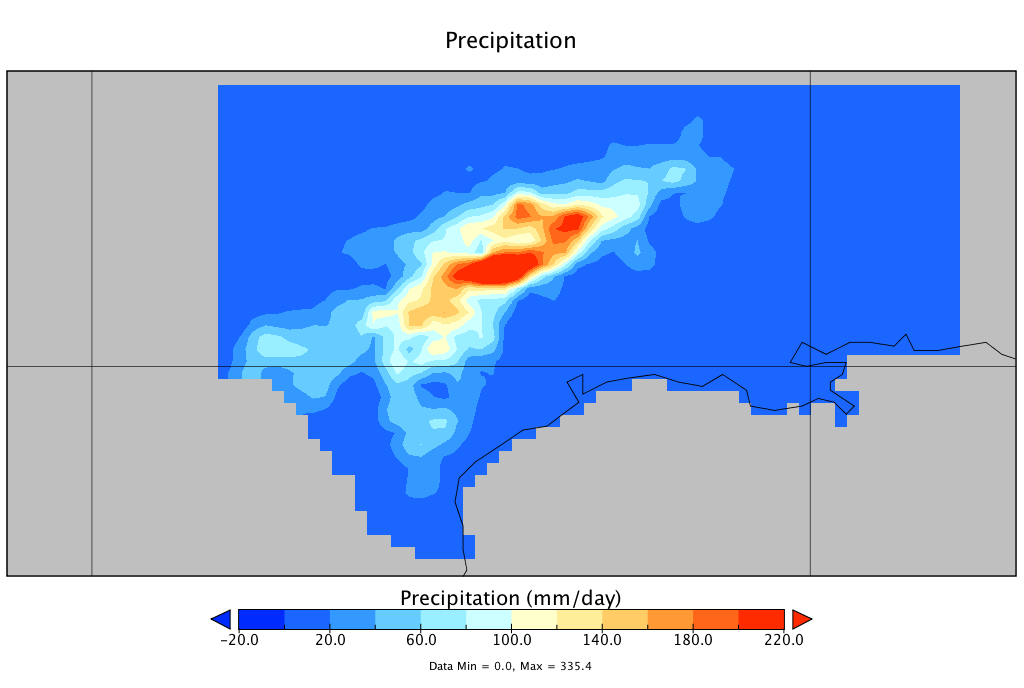 Precipitation
Precipitation (mm/day)
-20.0 20.0 60.0 100.0 140.0 180.0 220.0
Data Min = 0.0, Max = 335.4